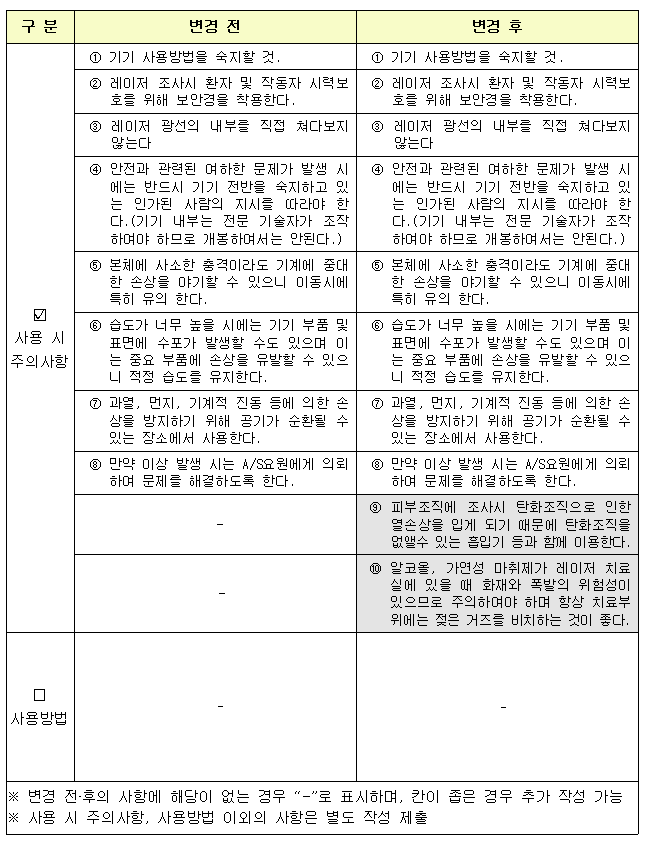 구 분 변경 전 변경 후
① 기기 사용방법을 숙지할 것.
② 레이저 조사시 환자 및 작동자 시력보
호를 위해 보안경을 착용한다.
③ 레이저 광선의 내부를 직접 쳐다보지
않는다
④ 안전과 관련된 여하한 문제가 발생 시
에는 반드시 기기 전반을 숙지하고 있
는 인가된 사람의 지시를 따라야 한
다.(기기 내부는 전문 기술자가 조작
하여야 하므로 개봉하여서는 안된다.)
⑤ 본체에 사소한 충격이라도 기계에 중대
한 손상을 야기할 수 있으니 이동시에
특히 유의 한다.
⑥ 습도가 너무 높을 시에는 기기 부품 및
표면에 수포가 발생할 수도 있으며 이
는 중요 부품에 손상을 유발할 수 있으
니 적정 습도를 유지한다.
⑦ 과열, 먼지, 기계적 진동 등에 의한 손
상을 방지하기 위해 공기가 순환될 수
있는 장소에서 사용한다.
⑧ 만약 이상 발생 시는 A/S요원에게 의뢰
하여 문제를 해결하도록 한다.
-
-
① 기기 사용방법을 숙지할 것.
② 레이저 조사시 환자 및 작동자 시력보
호를 위해 보안경을 착용한다.
③ 레이저 광선의 내부를 직접 쳐다보지
않는다
④ 안전과 관련된 여하한 문제가 발생 시
에는 반드시 기기 전반을 숙지하고 있
는 인가된 사람의 지시를 따라야 한
다.(기기 내부는 전문 기술자가 조작
하여야 하므로 개봉하여서는 안된다.)
⑤ 본체에 사소한 충격이라도 기계에 중대
한 손상을 야기할 수 있으니 이동시에
특히 유의 한다.
⑥ 습도가 너무 높을 시에는 기기 부품 및
표면에 수포가 발생할 수도 있으며 이
는 중요 부품에 손상을 유발할 수 있으
니 적정 습도를 유지한다.
⑦ 과열, 먼지, 기계적 진동 등에 의한 손
상을 방지하기 위해 공기가 순환될 수
있는 장소에서 사용한다.
⑧ 만약 이상 발생 시는 A/S요원에게 의뢰
하여 문제를 해결하도록 한다.
⑨ 피부조직에 조사시 탄화조직으로 인한
열손상을 입게 되기 때문에 탄화조직을
없앨수 있는 흡입기 등과 함께 이용한다.
⑩ 알코올, 가연성 마취제가 레이저 치료
실에 있을 때 화재와 폭발의 위험성이
있으므로 주의하여야 하며 항상 치료부
위에는 젖은 거즈를 비치하는 것이 좋다.
☑
사용 시
주의사항
☐
사용방법
-
-
※ 변경 전·후의 사항에 해당이 없는 경우 “-”로 표시하며, 칸이 좁은 경우 추가 작성 가능
※ 사용 시 주의사항, 사용방법 이외의 사항은 별도 작성 제출